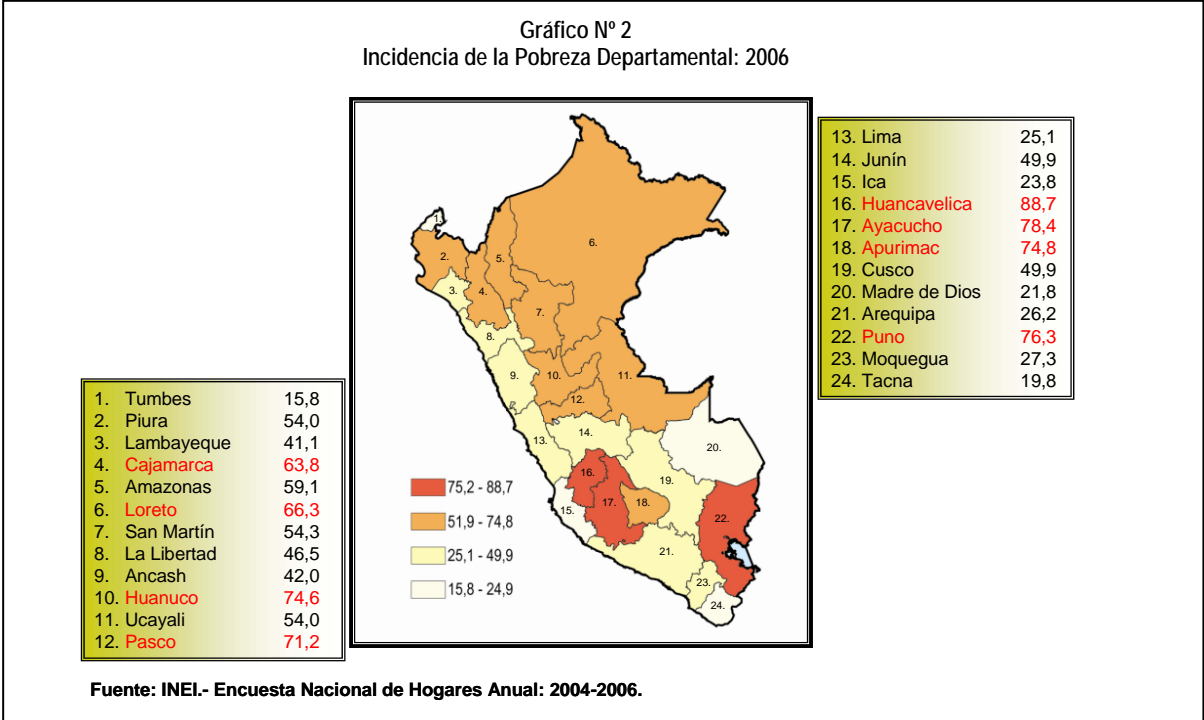 Gráfico Nº 2
Incidencia de la Pobreza Departamental: 2006
13. Lima 25,1
14. Junín 49,9
15. Ica 23,8
16. Huancavelica 88,7
17. Ayacucho 78,4
18. Apurimac 74,8
19. Cusco 49,9
20. Madre de Dios 21,8
21. Arequipa 26,2
22. Puno 76,3
23. Moquegua 27,3
24. Tacna 19,8
1.
2.
3.
4.
5.
6.
7.
8.
9.
10.
11.
12.
13.
14.
15.
16.
17.
18.
19.
20.
21.
22.
23.
24.
75,2 - 88,7
51,9 - 74,8
25,1 - 49,9
15,8 - 24,9
1. Tumbes 15,8
2. Piura 54,0
3. Lambayeque 41,1
4. Cajamarca 63,8
5. Amazonas 59,1
6. Loreto 66,3
7. San Martín 54,3
8. La Libertad 46,5
9. Ancash 42,0
10. Huanuco 74,6
11. Ucayali 54,0
12. Pasco 71,2
Fuente: INEI.- Encuesta Nacional de Hogares Anual: 2004-2006.